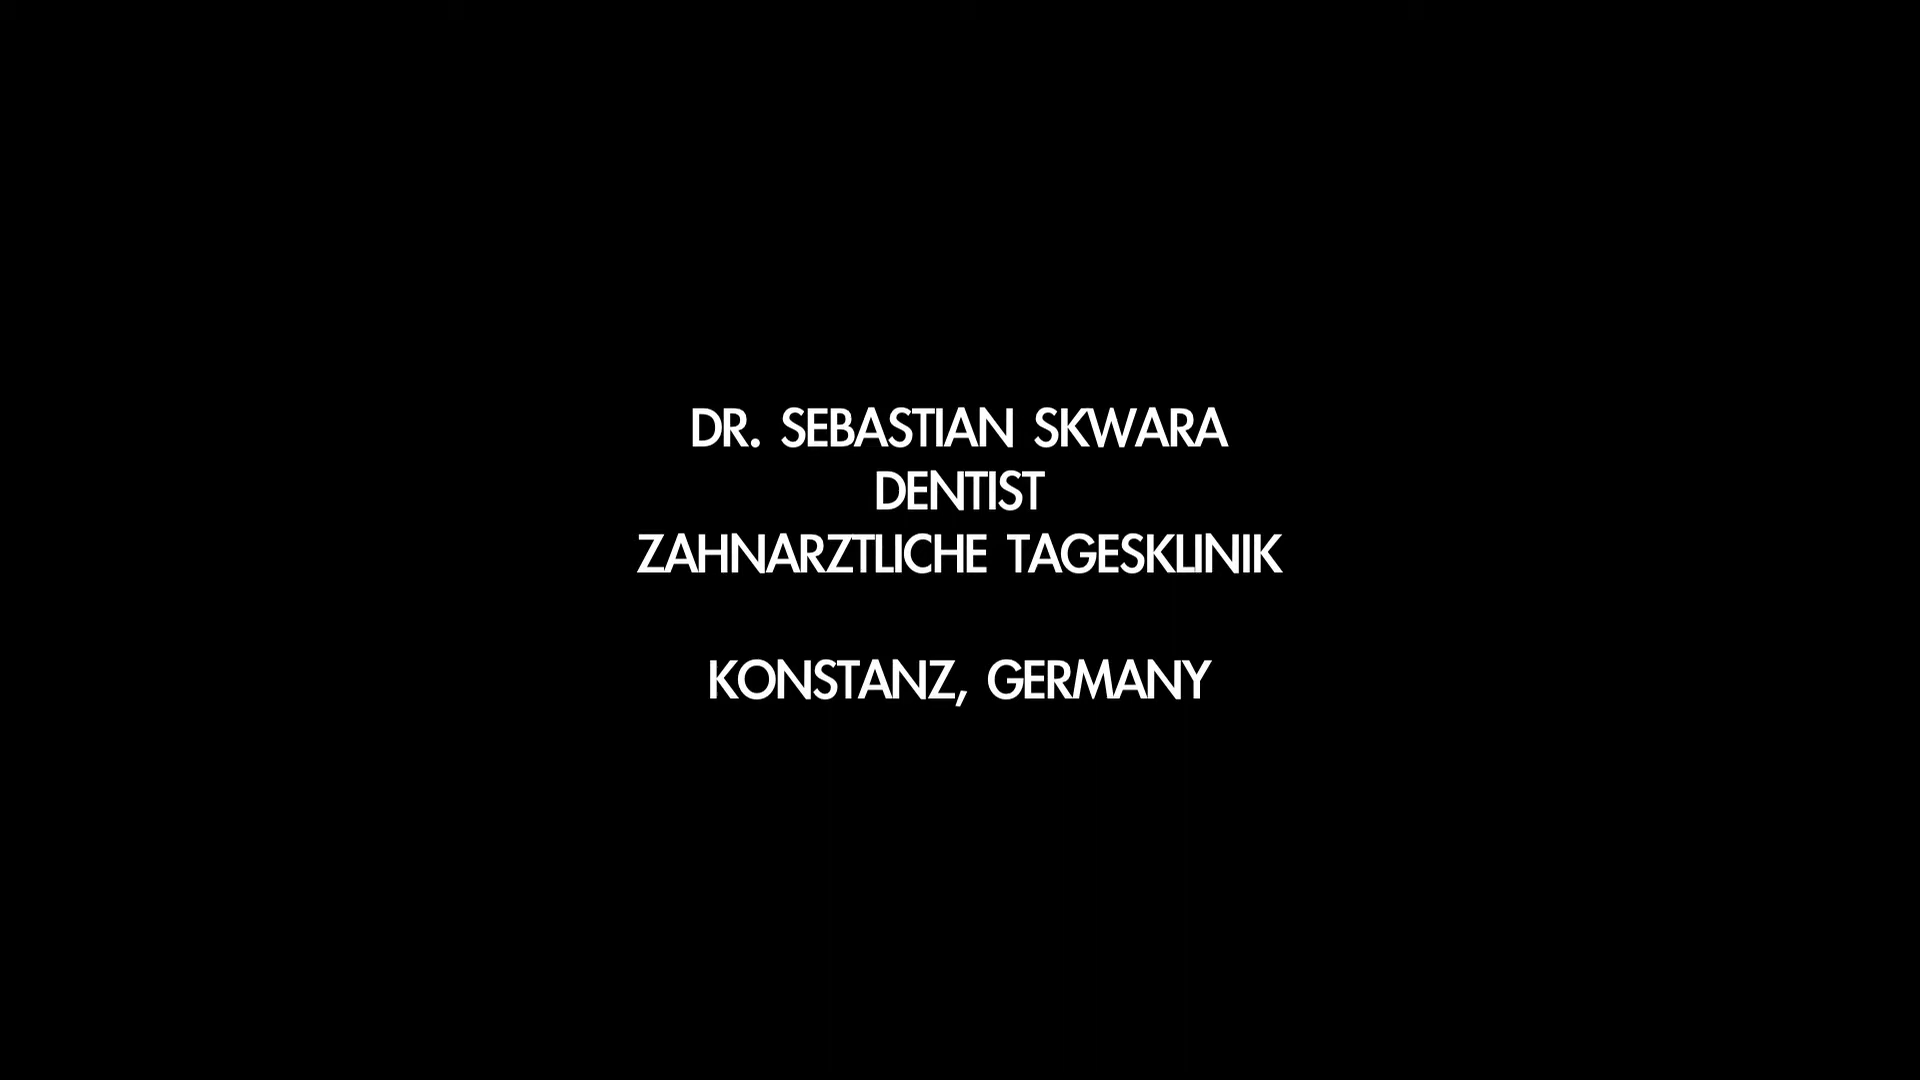 DR. SEBASTIAN SKWARA
DENTIST
ZAHNARZTLICHE TAGESKLINIK
KONSTANZ, GERMANY